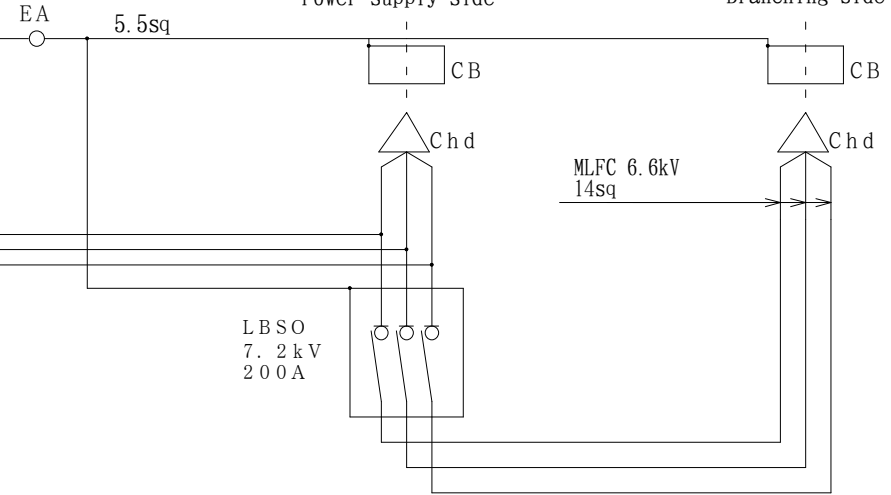 Power supply side
Branching side
EA
5.5sq
CB
CB
Chd
Chd
MLFC 6.6kV
14sq
LBSO
7.2kV
200A